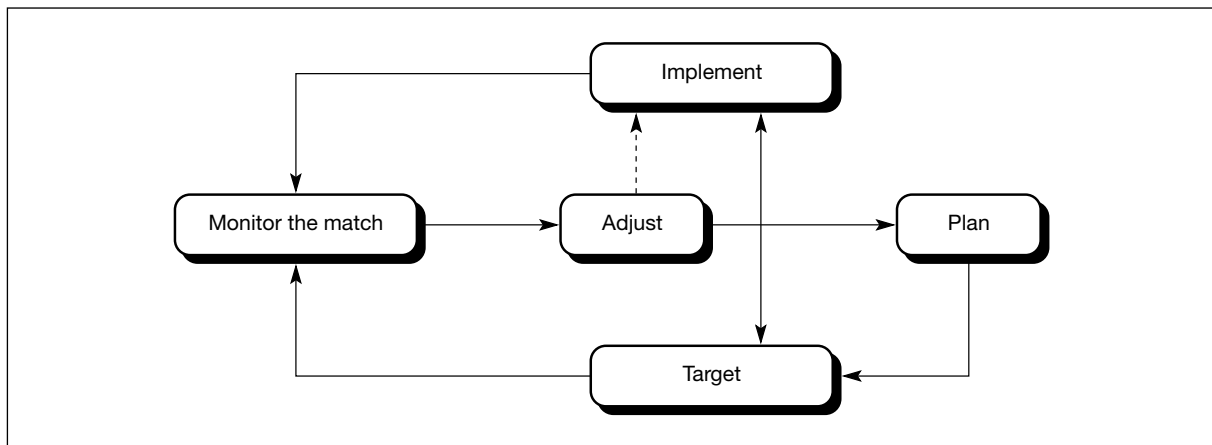 Implement
Monitor the match
Adjust
Plan
Target